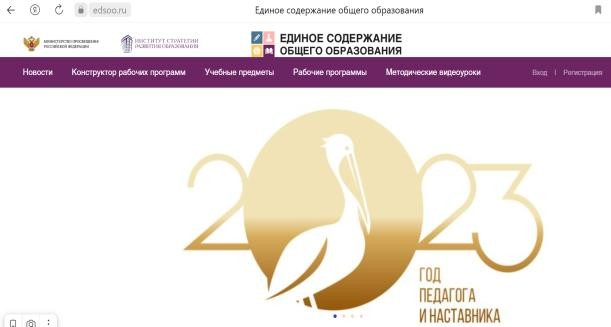 edsoo.ru
Единое содержание общего образования
МИНИСТЕРСТВО ПРОСВЕЩЕНИЯ
РОССИЙСКОЙ ФЕДЕРАЦИИ
ИНСТИТУТ СТРАТЕГИИ
РАЗВИТИЯ ОБРАЗОВАНИЯ
ЕДИНОЕ СОДЕРЖАНИЕ
ОБЩЕГО ОБРАЗОВАНИЯ
Новости Конструктор рабочих программ Учебные предметы Рабочие программы Методические видеоуроки Вход | Регистрация
2023
ГОД
ПЕДАГОГА
И НАСТАВНИКА